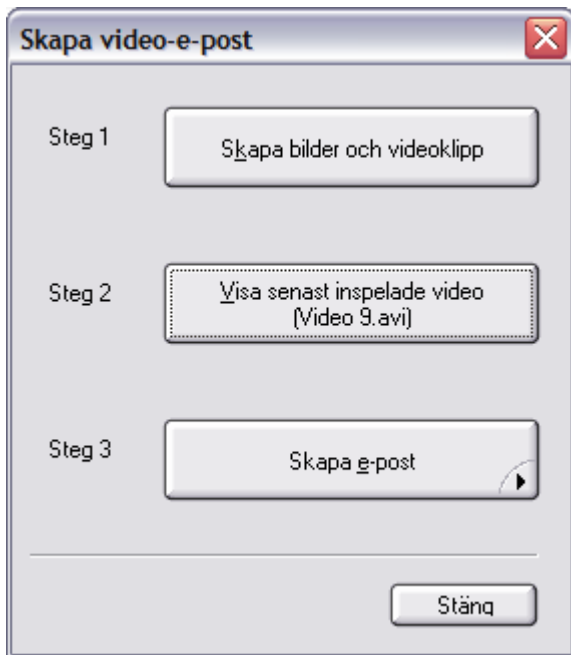 Skapa video-e-post
Steg 1
Skapa bilder och videoklipp
Steg 2
Visa senast inspelade video
(Video 9.avi)
Steg 3
Skapa e-post
Stäng